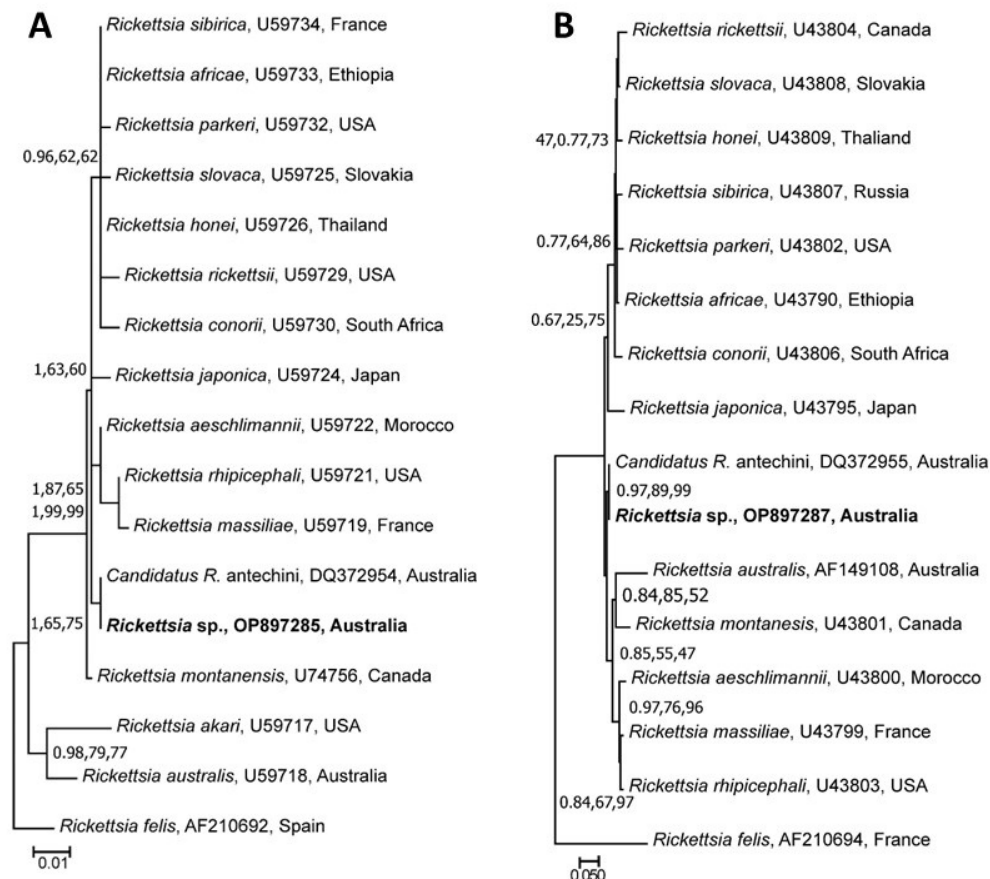 A
Rickettsia sibirica, U59734, France
Rickettsia africae, U59733, Ethiopia
Rickettsia parkeri, U59732, USA
0.96,62,62
Rickettsia slovaca, U59725, Slovakia
Rickettsia honei, U59726, Thailand
Rickettsia rickettsii, U59729, USA
Rickettsia conorii, U59730, South Africa
1,63,60
Rickettsia japonica, U59724, Japan
Rickettsia aeschlimannii, U59722, Morocco
Rickettsia rhipicephali, U59721, USA
1,87,65
1,99,99
Rickettsia massiliae, U59719, France
Candidatus R. antechini, DQ372954, Australia
1,65,75
Rickettsia sp., OP897285, Australia
Rickettsia montanensis, U74756, Canada
Rickettsia akari, U59717, USA
0.98,79,77
Rickettsia australis, U59718, Australia
Rickettsia felis, AF210692, Spain
0.01
B
Rickettsia rickettsii, U43804, Canada
Rickettsia slovaca, U43808, Slovakia
47,0.77,73
Rickettsia honei, U43809, Thaliand
Rickettsia sibirica, U43807, Russia
0.77,64,86
Rickettsia parkeri, U43802, USA
Rickettsia africae, U43790, Ethiopia
0.67,25,75
Rickettsia conorii, U43806, South Africa
Rickettsia japonica, U43795, Japan
Candidatus R. antechini, DQ372955, Australia
0.97,89,99
Rickettsia sp., OP897287, Australia
Rickettsia australis, AF149108, Australia
0.84,85,52
Rickettsia montanesis, U43801, Canada
0.85,55,47
Rickettsia aeschlimannii, U43800, Morocco
0.97,76,96
Rickettsia massiliae, U43799, France
Rickettsia rhipicephali, U43803, USA
0.84,67,97
Rickettsia felis, AF210694, France
0.050